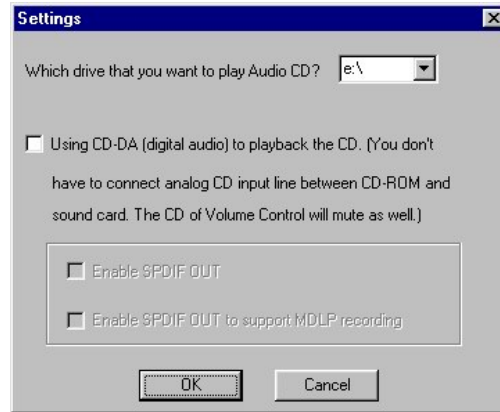 Settings
Which drive that you want to play Audio CD? e:\
Using CD-DA (digital audio) to playback the CD. (You don't
have to connect analog CD input line between CD-ROM and
sound card. The CD of Volume Control will mute as well.)
Enable SPDIF OUT
Enable SPDIF OUT to support MDLP recording
OK Cancel